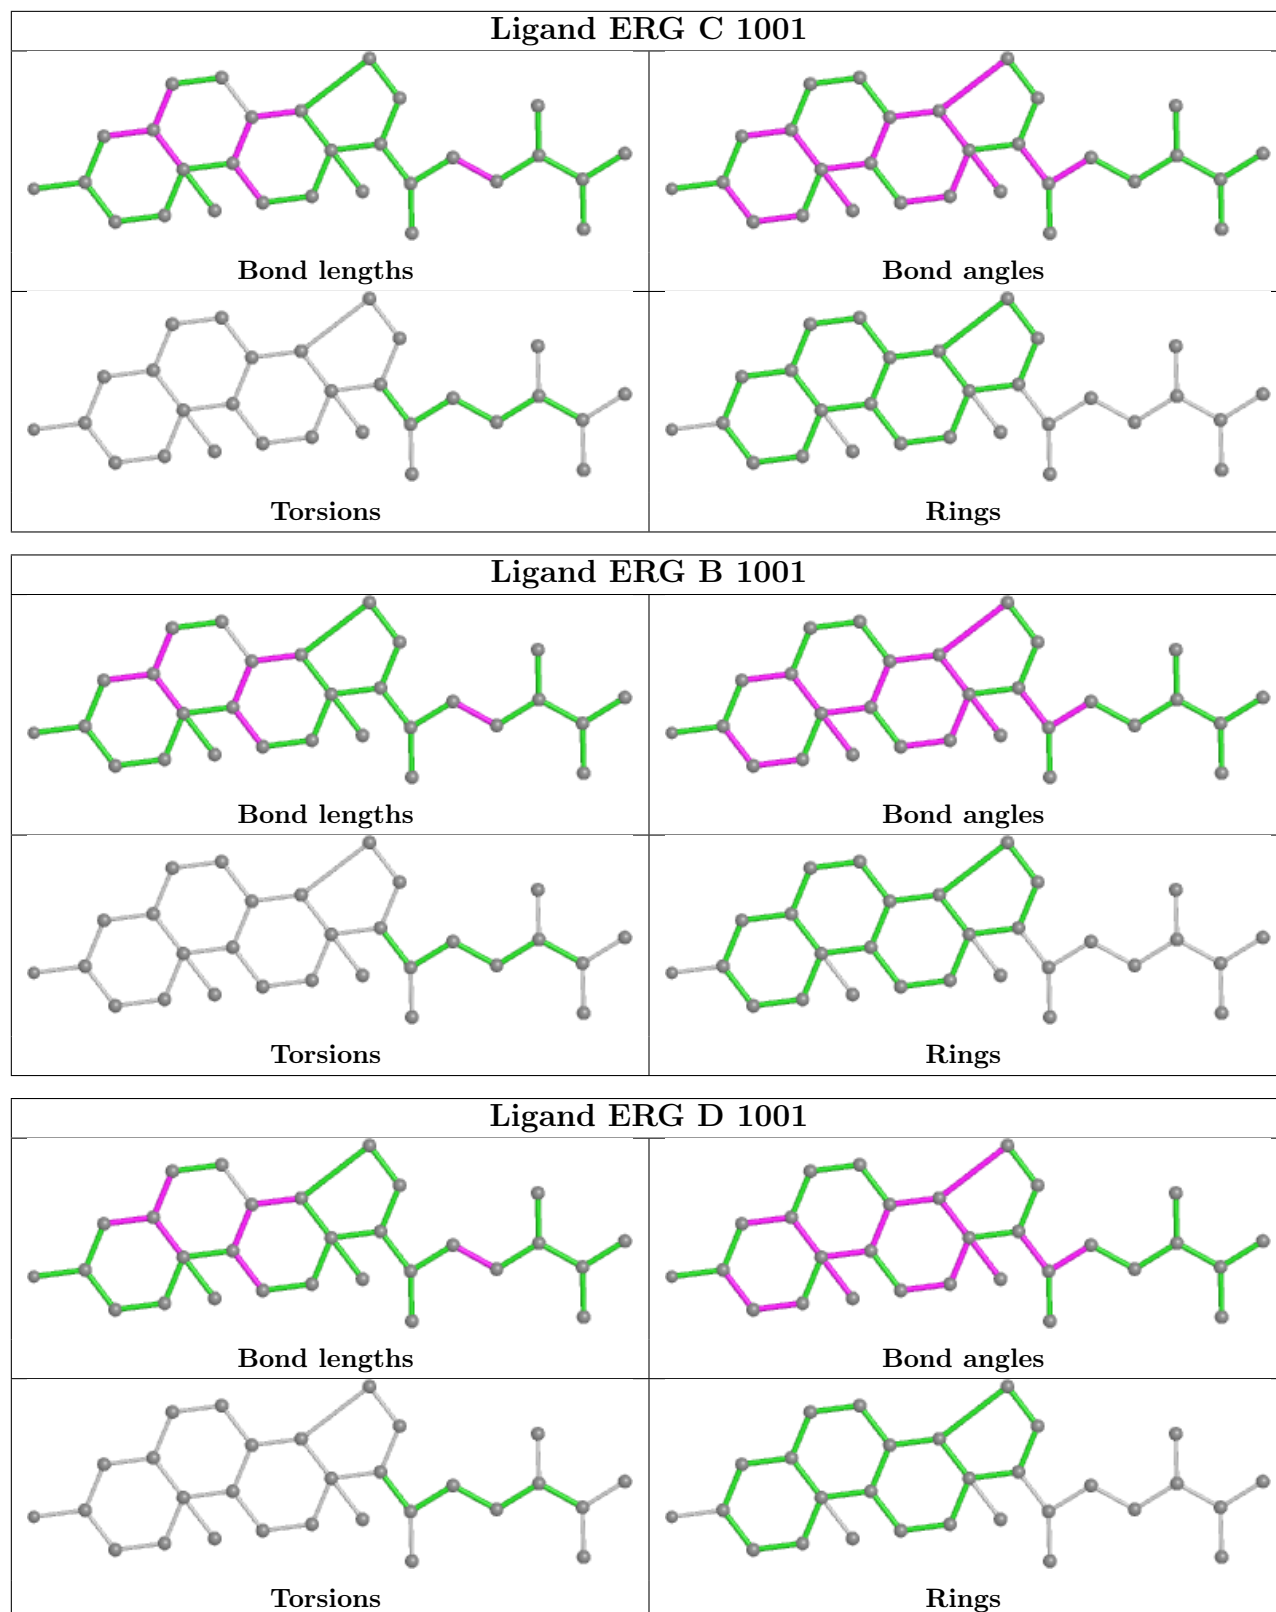 Ligand ERG C 1001
Bond lengths
Bond angles
Torsions
Rings
Ligand ERG B 1001
Bond lengths
Bond angles
Torsions
Rings
Ligand ERG D 1001
Bond lengths
Bond angles
Torsions
Rings